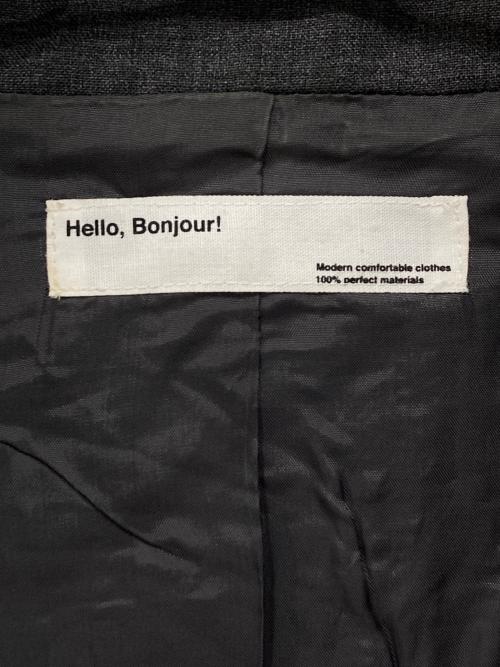 Hello, Bonjour!
Modern comfortable clothes
100% perfect materials